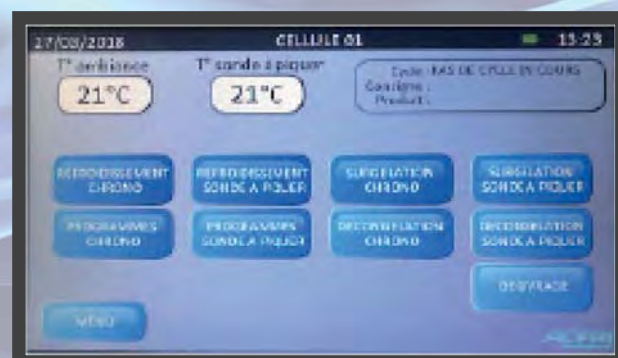 27/03/2018 CELLULE 01 13:23
T° ambiance T° sonde à piquer
21°C 21°C
Cycle : PAS DE CYCLE EN COURS
Consigne :
Produit :
REFROIDISSEMENT CHRONO
REFROIDISSEMENT SONDE A PIQUER
SURGELATION CHRONO
SURGELATION SONDE A PIQUER
PROGRAMMES CHRONO
PROGRAMMES SONDE A PIQUER
DECONGELATION CHRONO
DECONGELATION SONDE A PIQUER
DEGIVRAGE
MENU
ACFRI